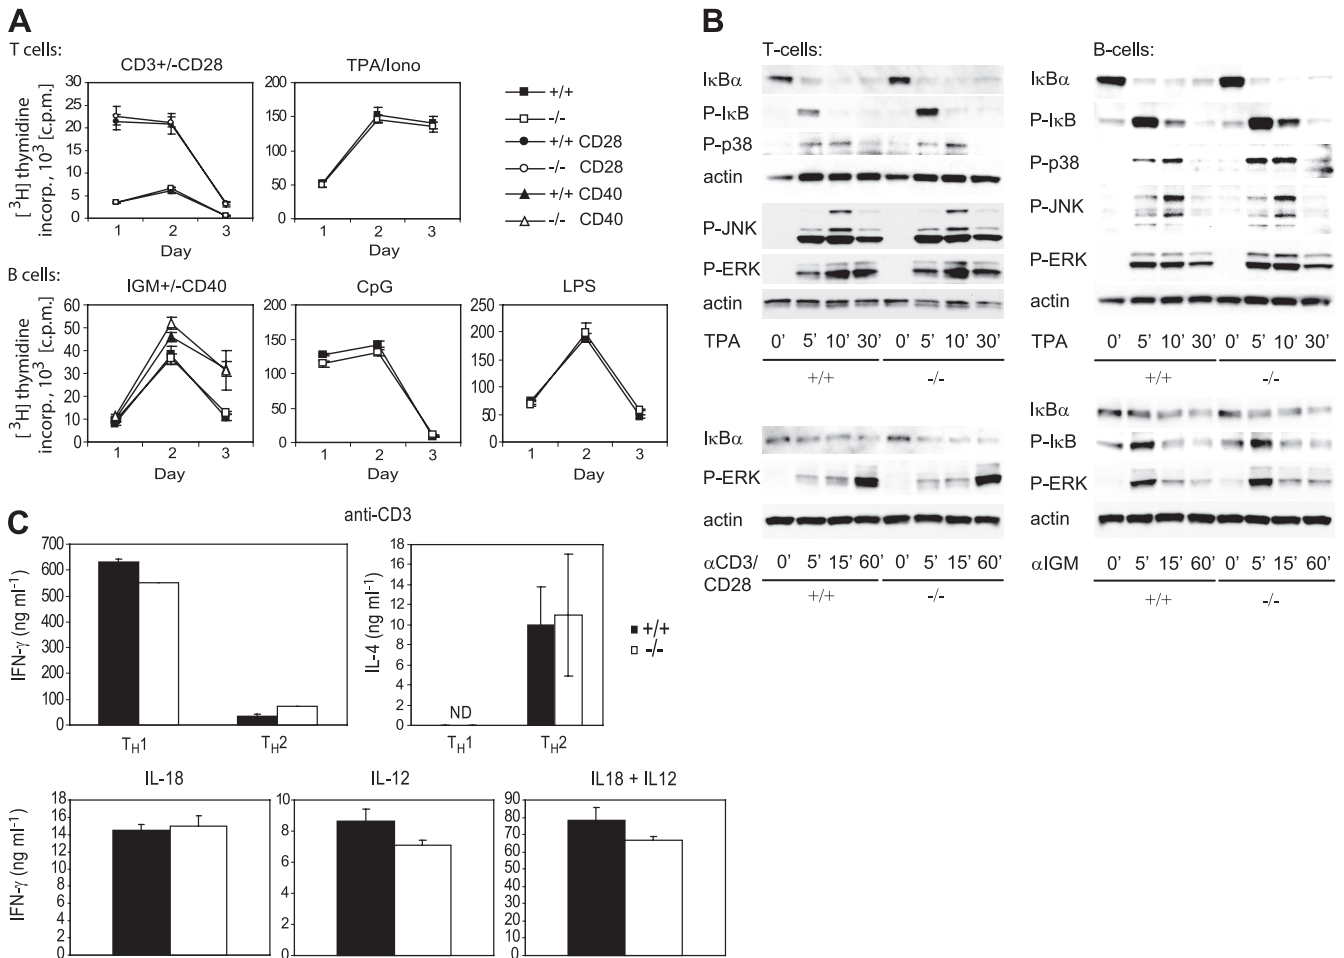 A
T cells:
CD3+/-CD28
TPA/Iono
[³H] thymidine
incorp., 10³ [c.p.m.]
30
25
20
15
10
5
0
1 2 3
Day
200
150
100
50
0
1 2 3
Day
+/+
-/-
+/+ CD28
-/- CD28
+/+ CD40
-/- CD40
B cells:
IGM+/-CD40
CpG
LPS
[³H] thymidine
incorp., 10³ [c.p.m.]
60
50
40
30
20
10
0
1 2 3
Day
200
150
100
50
0
1 2 3
Day
250
200
150
100
50
0
1 2 3
Day
B
T-cells:
IκBα
P-IκB
P-p38
actin
P-JNK
P-ERK
actin
TPA 0' 5' 10' 30' 0' 5' 10' 30'
+/+ -/-
IκBα
P-ERK
actin
αCD3/
CD28
0' 5' 15' 60' 0' 5' 15' 60'
+/+ -/-
B-cells:
IκBα
P-IκB
P-p38
P-JNK
P-ERK
actin
TPA 0' 5' 10' 30' 0' 5' 10' 30'
+/+ -/-
IκBα
P-IκB
P-ERK
actin
αIGM 0' 5' 15' 60' 0' 5' 15' 60'
+/+ -/-
C
anti-CD3
IFN-γ (ng ml⁻¹)
700
600
500
400
300
200
100
0
T_H1 T_H2
IL-4 (ng ml⁻¹)
18
16
14
12
10
8
6
4
2
0
ND
T_H1 T_H2
+/+
-/-
IL-18
IL-12
IL18 + IL12
IFN-γ (ng ml⁻¹)
18
16
14
12
10
8
6
4
2
0
10
8
6
4
2
0
90
80
70
60
50
40
30
20
10
0